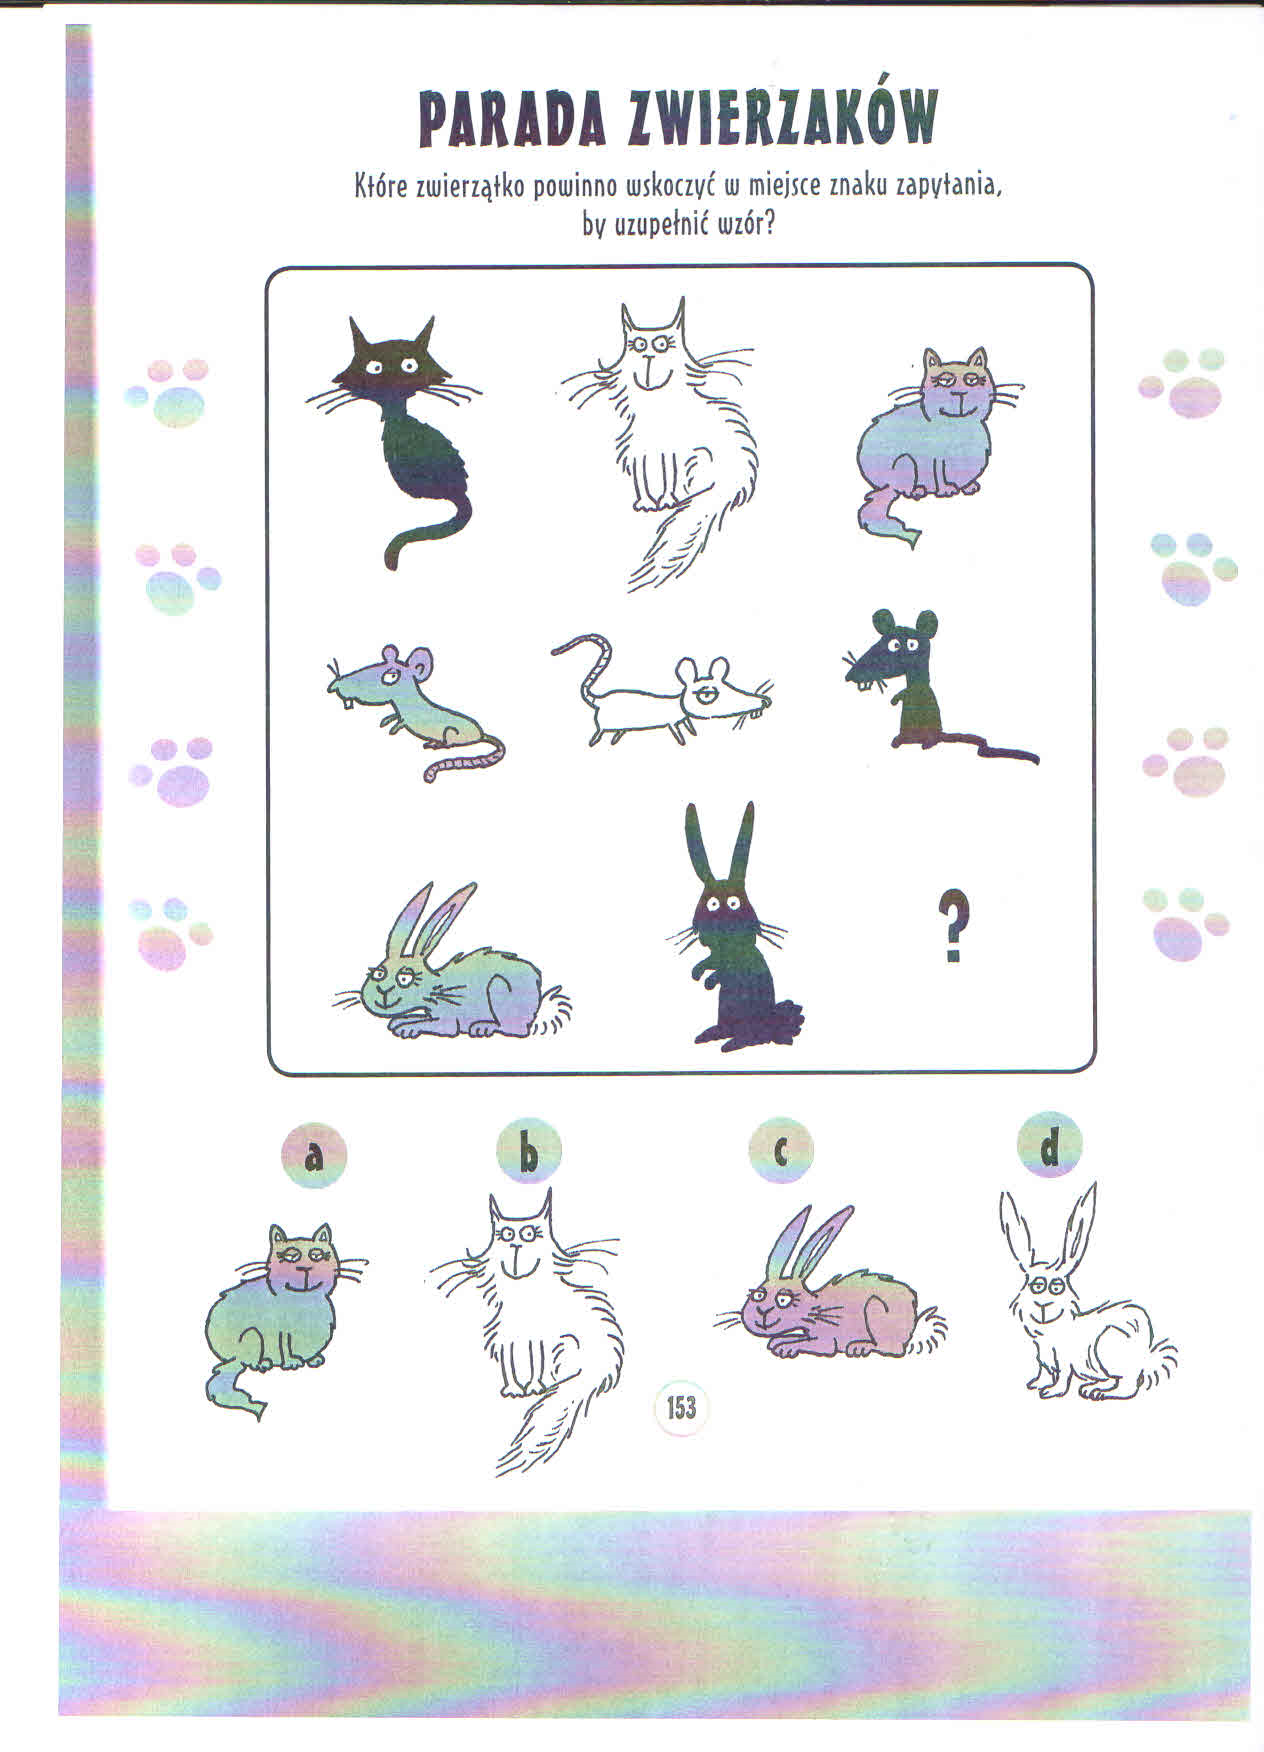 PARADA ZWIERZAKÓW
Które zwierzątko powinno wskoczyć w miejsce znaku zapytania,
by uzupełnić wzór?
?
a b c d
153